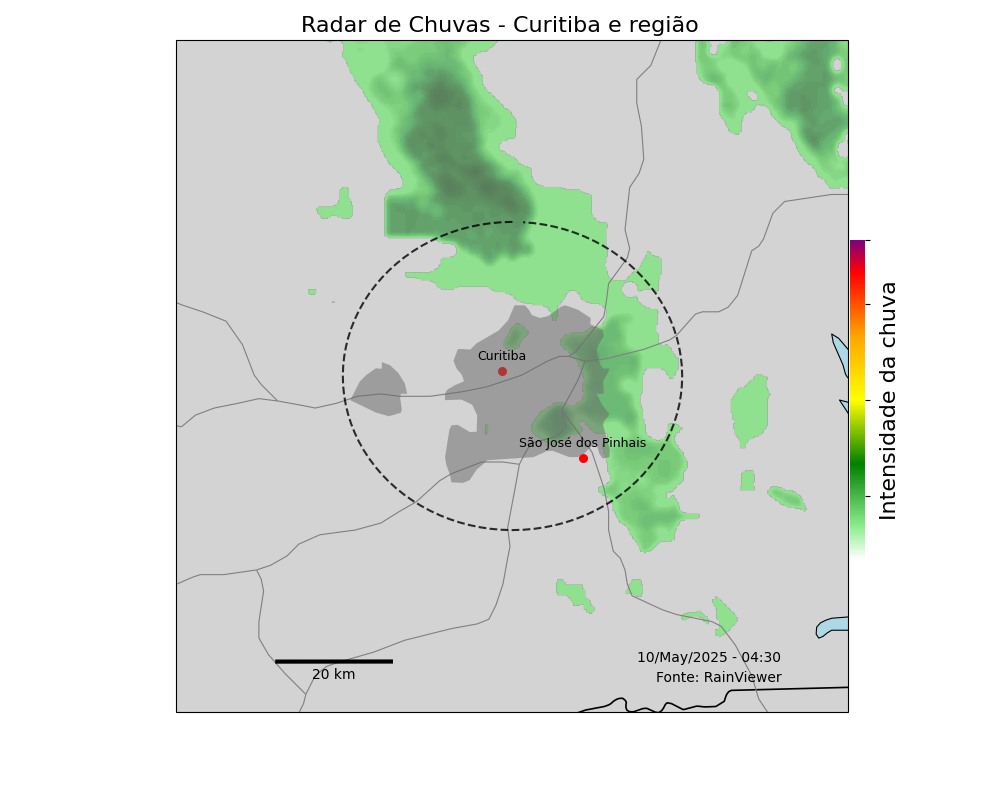 Radar de Chuvas - Curitiba e região
Curitiba
São José dos Pinhais
Intensidade da chuva
10/May/2025 - 04:30
Fonte: RainViewer
20 km